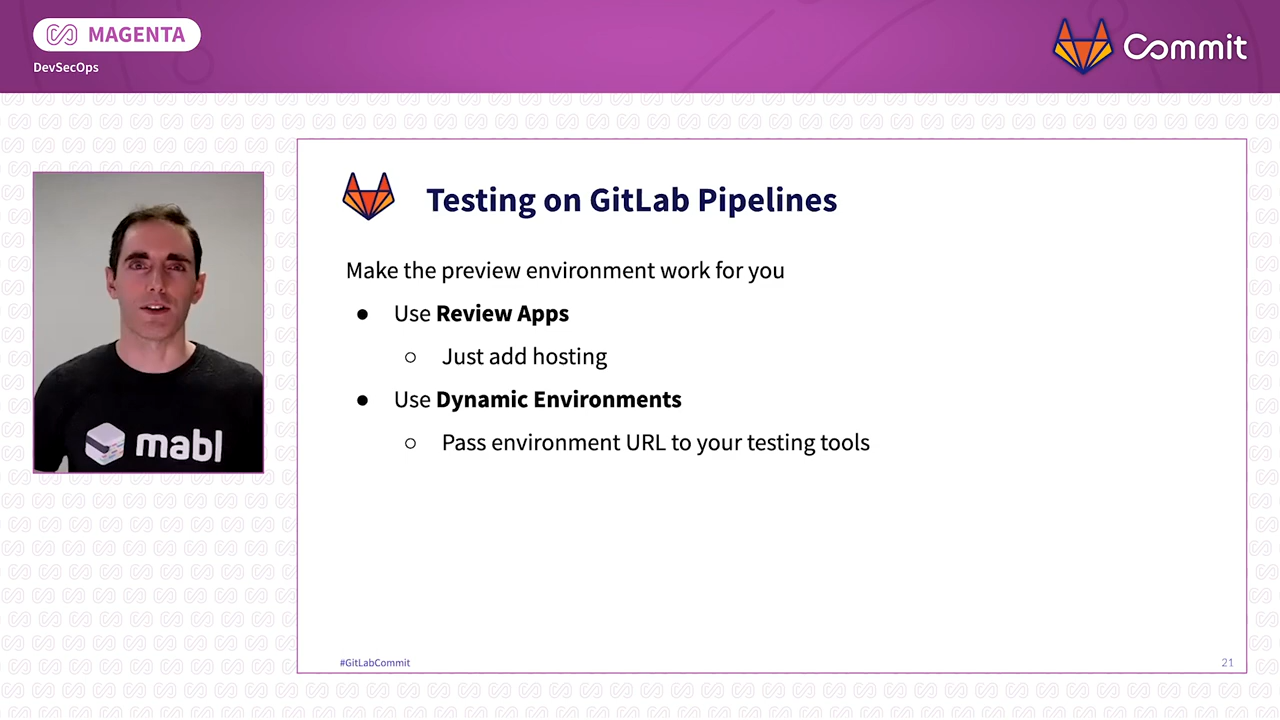 MAGENTA
DevSecOps
Commit
mabl
Testing on GitLab Pipelines
Make the preview environment work for you
● Use Review Apps
○ Just add hosting
● Use Dynamic Environments
○ Pass environment URL to your testing tools
#GitLabCommit
21